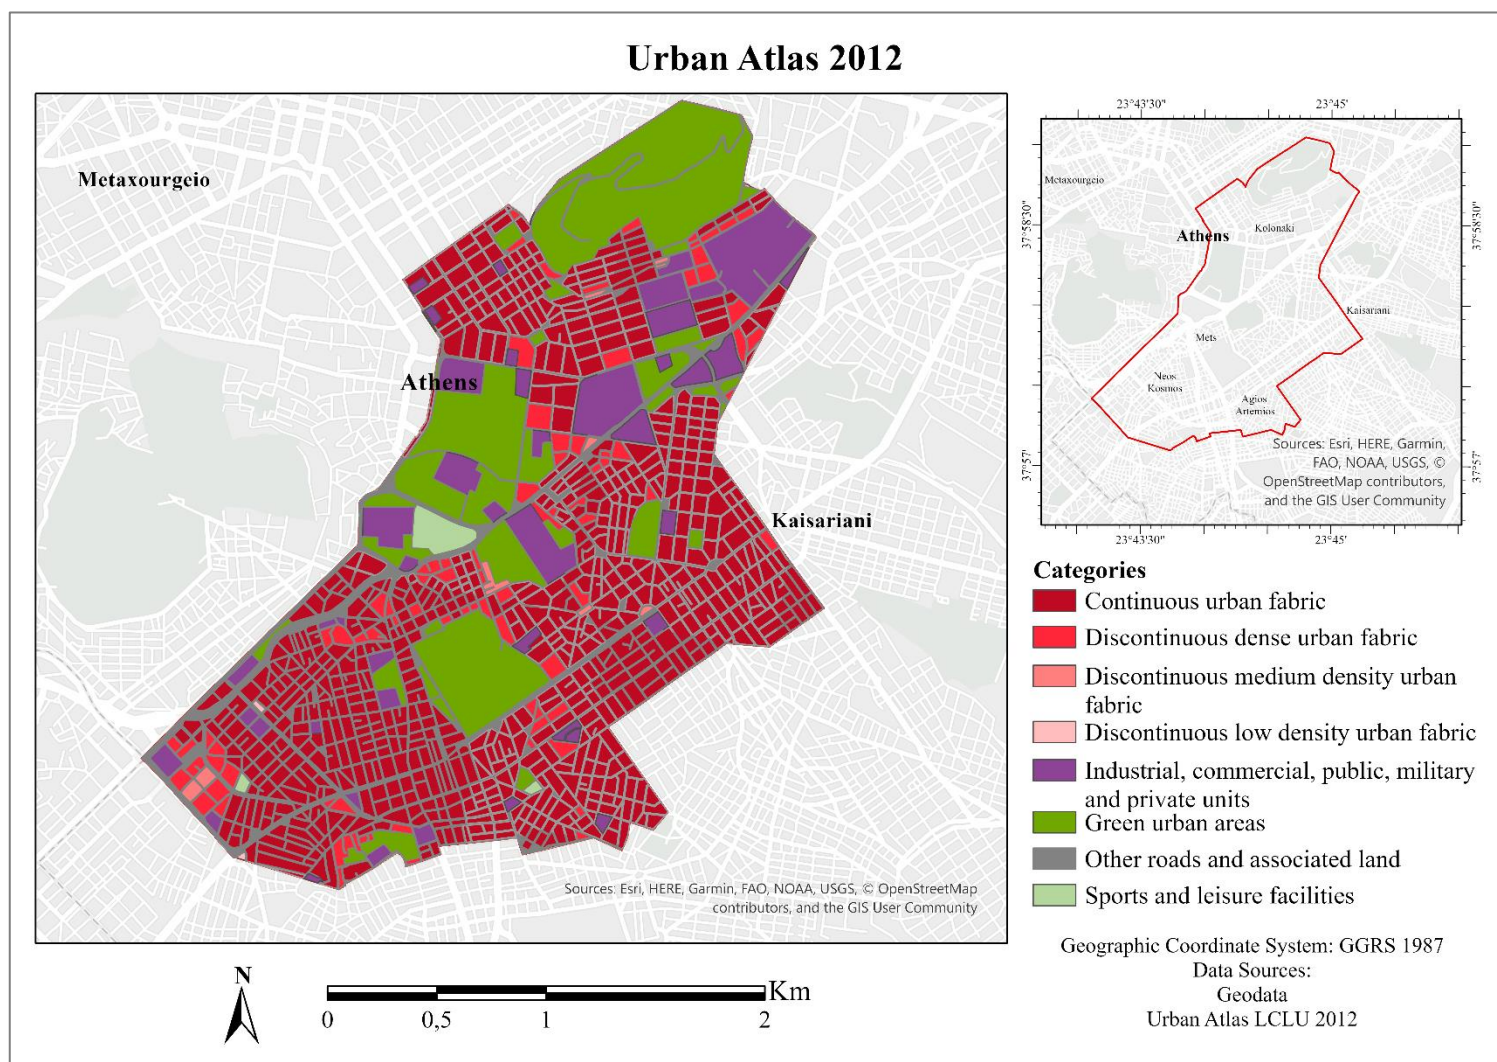 Urban Atlas 2012
Metaxourgeio
Athens
Kaisariani
Sources: Esri, HERE, Garmin, FAO, NOAA, USGS, © OpenStreetMap
contributors, and the GIS User Community
N
Km
0
0,5
1
2
23°43'30"
23°45'
37°58'30"
37°58'30"
Metaxourgeio
Athens
Kolonaki
Kaisariani
Mets
Neos
Kosmos
Agios
Artemios
37°57'
37°57'
Sources: Esri, HERE, Garmin,
FAO, NOAA, USGS, ©
OpenStreetMap contributors,
and the GIS User Community
23°43'30"
23°45'
Categories
Continuous urban fabric
Discontinuous dense urban fabric
Discontinuous medium density urban
fabric
Discontinuous low density urban fabric
Industrial, commercial, public, military
and private units
Green urban areas
Other roads and associated land
Sports and leisure facilities
Geographic Coordinate System: GGRS 1987
Data Sources:
Geodata
Urban Atlas LCLU 2012